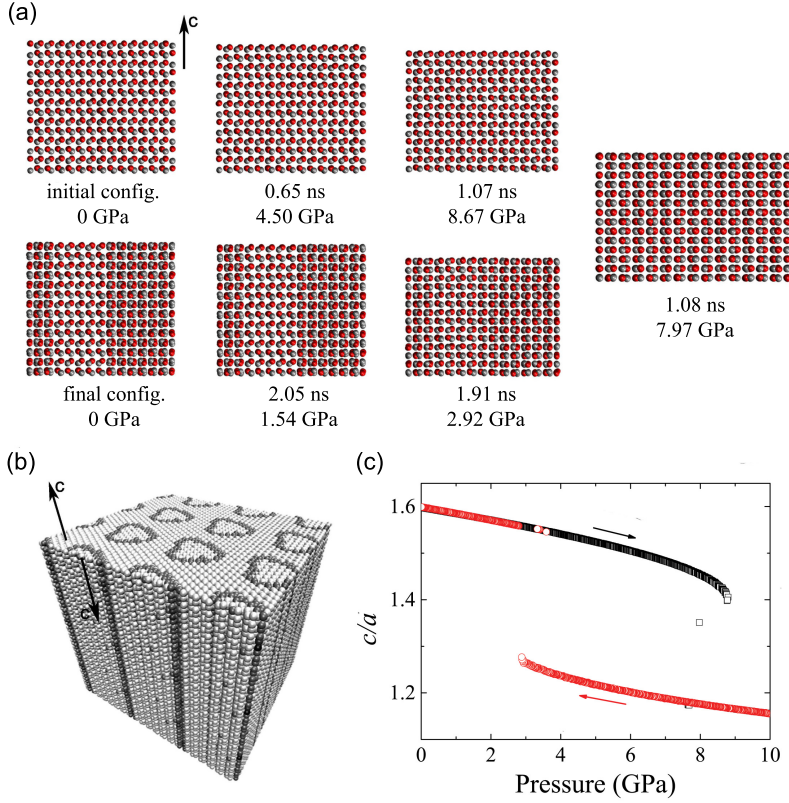 (a)
c
initial config.
0 GPa
0.65 ns
4.50 GPa
1.07 ns
8.67 GPa
1.08 ns
7.97 GPa
final config.
0 GPa
2.05 ns
1.54 GPa
1.91 ns
2.92 GPa
(b)
c
c
(c)
1.6
1.4
1.2
c/a
0 2 4 6 8 10
Pressure (GPa)